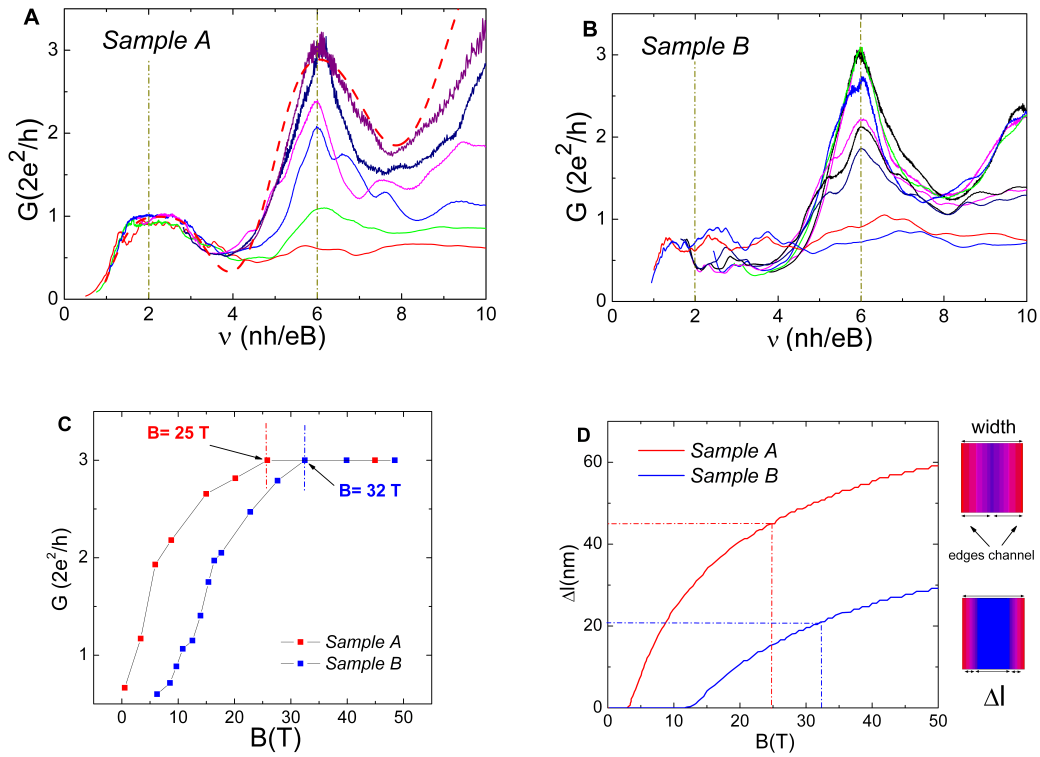 A
Sample A
G(2e²/h)
3
2
1
0
0
2
4
6
8
10
ν (nh/eB)
B
Sample B
G (2e²/h)
3
2
1
0
0
2
4
6
8
10
ν (nh/eB)
C
B= 25 T
B= 32 T
G (2e²/h)
3
2
1
Sample A
Sample B
0
10
20
30
40
50
B(T)
D
Sample A
Sample B
Δl(nm)
60
40
20
0
0
10
20
30
40
50
B(T)
width
edges channel
Δl